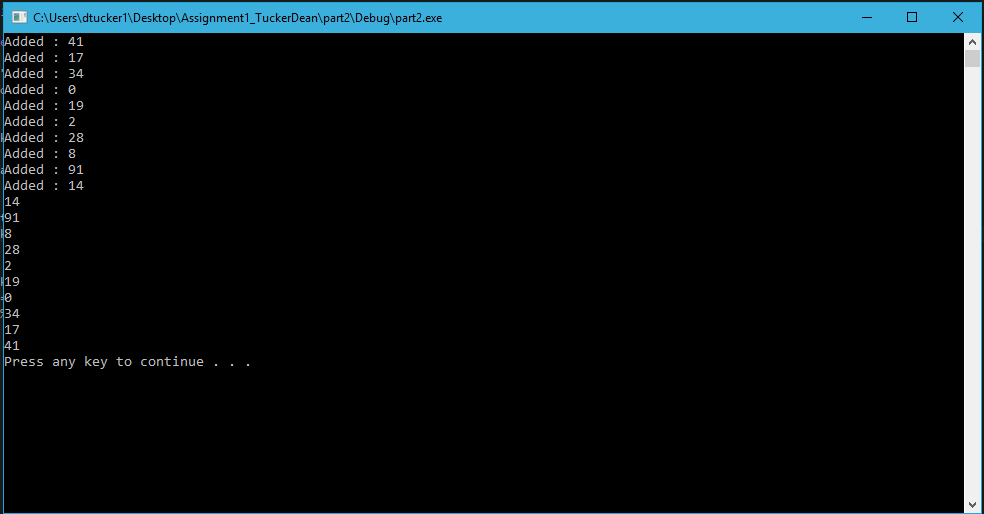 C:\Users\dtucker1\Desktop\Assignment1_TuckerDean\part2\Debug\part2.exe
Added : 41
Added : 17
Added : 34
Added : 0
Added : 19
Added : 2
Added : 28
Added : 8
Added : 91
Added : 14
14
91
8
28
2
19
0
34
17
41
Press any key to continue . . .